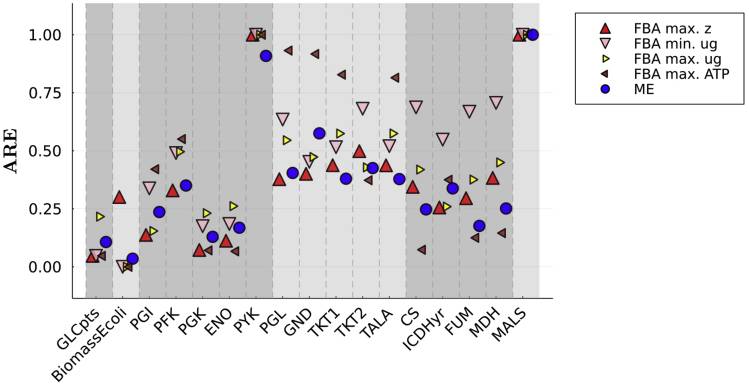 ARE
1.00
0.75
0.50
0.25
0.00
GLCpts
BiomassEcoli
PGI
PFK
PGK
ENO
PYK
PGL
GND
TKT1
TKT2
TALA
CS
ICDHyr
FUM
MDH
MALS
FBA max. z
FBA min. ug
FBA max. ug
FBA max. ATP
ME